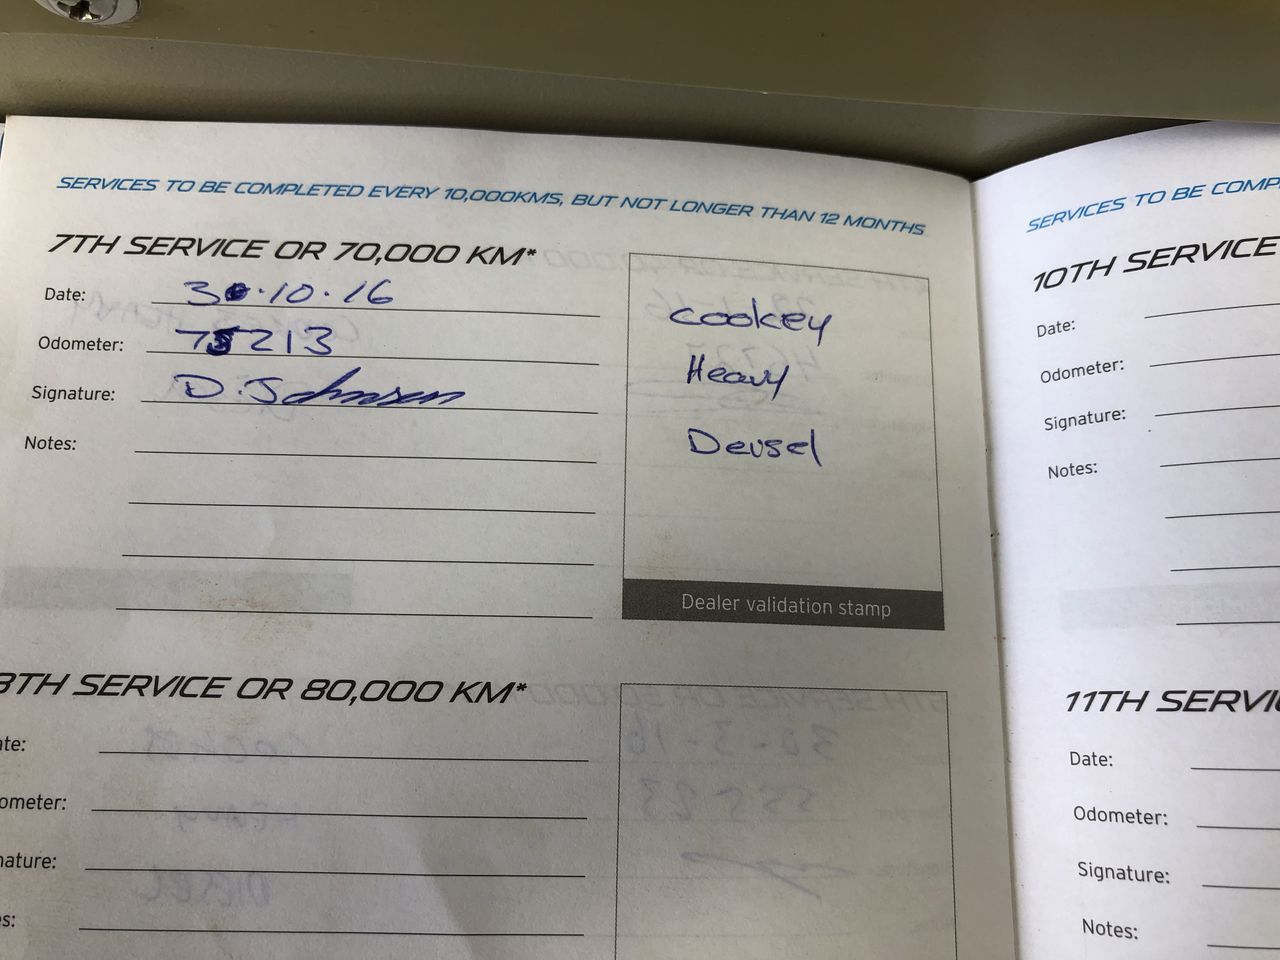 SERVICES TO BE COMPLETED EVERY 10,000KMS, BUT NOT LONGER THAN 12 MONTHS
7TH SERVICE OR 70,000 KM*
Date: 30.10.16
Odometer: 75213
Signature: D. Johnson
Notes:
Cookey
Heavy
Deusel
Dealer validation stamp
8TH SERVICE OR 80,000 KM*
ate:
ometer:
nature:
es:
SERVICES TO BE COMP
10TH SERVICE
Date:
Odometer:
Signature:
Notes:
11TH SERVI
Date:
Odometer:
Signature:
Notes: